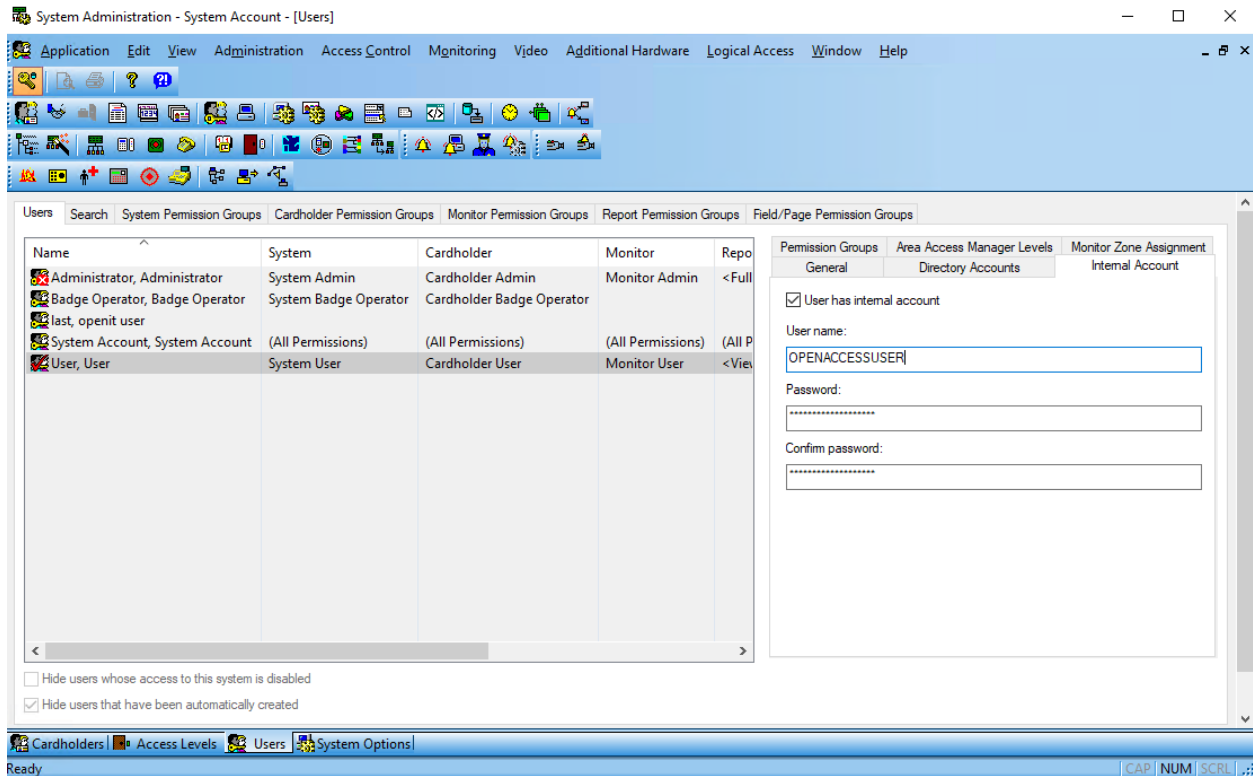 System Administration - System Account - [Users]
Application Edit View Administration Access Control Monitoring Video Additional Hardware Logical Access Window Help
Users Search System Permission Groups Cardholder Permission Groups Monitor Permission Groups Report Permission Groups Field/Page Permission Groups
Name System Cardholder Monitor Repo
Administrator, Administrator System Admin Cardholder Admin Monitor Admin <Full
Badge Operator, Badge Operator System Badge Operator Cardholder Badge Operator
last, openit user
System Account, System Account (All Permissions) (All Permissions) (All Permissions) (All P
User, User System User Cardholder User Monitor User <View
Permission Groups Area Access Manager Levels Monitor Zone Assignment
General Directory Accounts Internal Account
User has internal account
User name:
OPENACCESSUSER
Password:
*******************
Confirm password:
*******************
Hide users whose access to this system is disabled
Hide users that have been automatically created
Cardholders Access Levels Users System Options
Ready CAP NUM SCRL